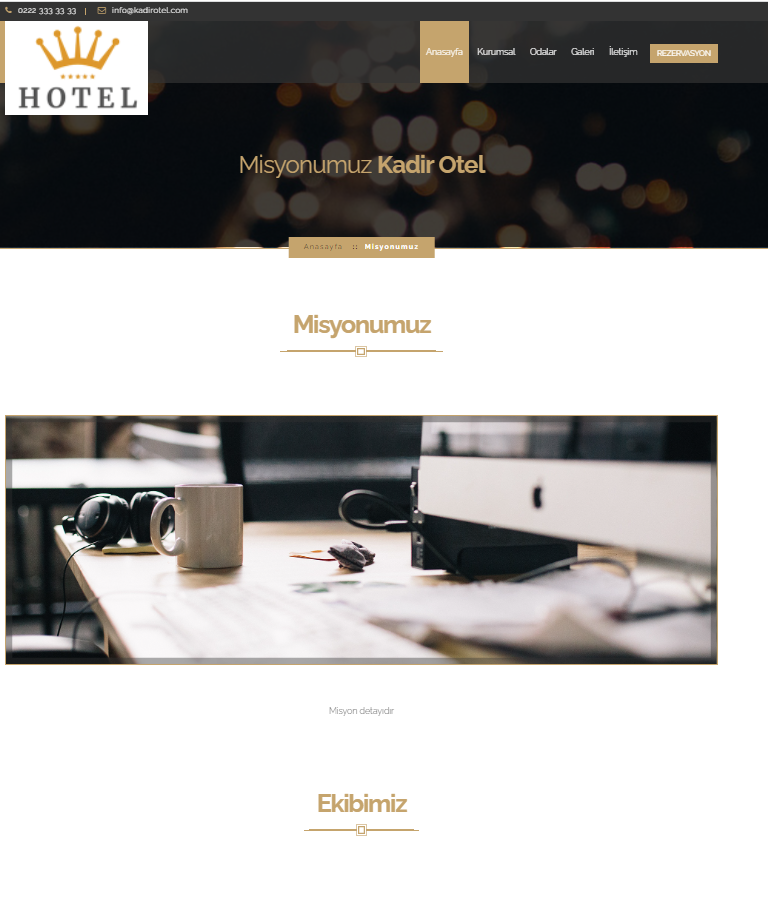 0222 333 33 33 | info@kadirotel.com
HOTEL
Anasayfa Kurumsal Odalar Galeri İletişim REZERVASYON
Misyonumuz Kadir Otel
Anasayfa :: Misyonumuz
Misyonumuz
Misyon detayıdır
Ekibimiz